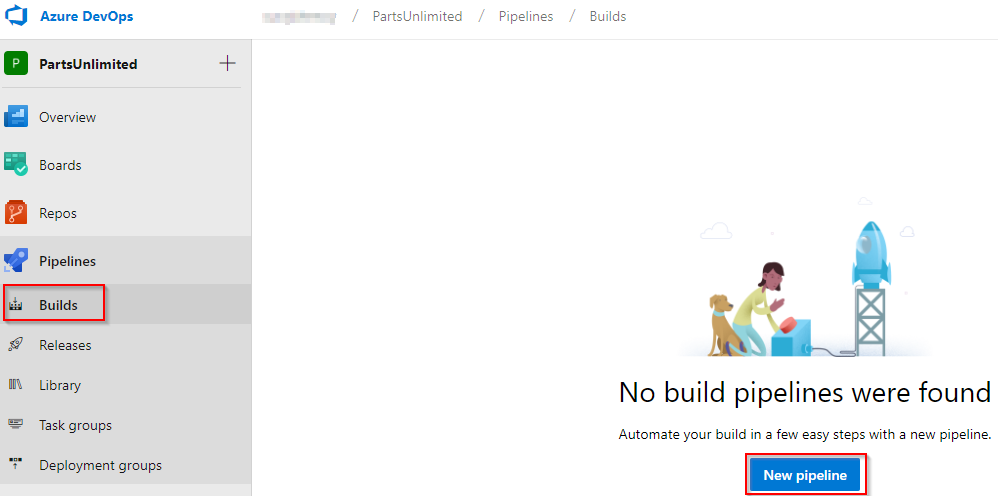 Azure DevOps
/ PartsUnlimited / Pipelines / Builds
P PartsUnlimited
Overview
Boards
Repos
Pipelines
Builds
Releases
Library
Task groups
Deployment groups
No build pipelines were found
Automate your build in a few easy steps with a new pipeline.
New pipeline